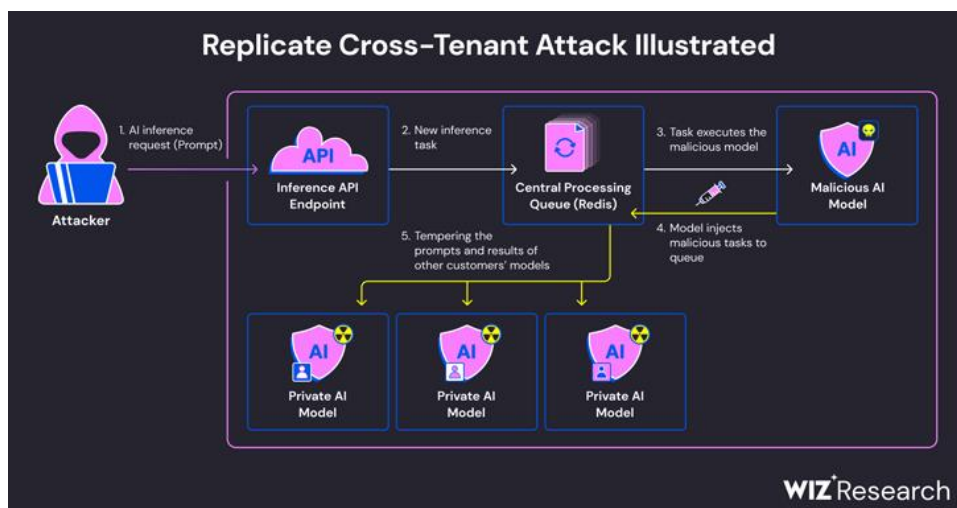 Replicate Cross-Tenant Attack Illustrated
1. AI inference
request (Prompt)
Attacker
API
Inference API
Endpoint
2. New inference
task
Central Processing
Queue (Redis)
3. Task executes the
malicious model
AI
Malicious AI
Model
4. Model injects
malicious tasks to
queue
5. Tempering the
prompts and results of
other customers' models
AI
Private AI
Model
AI
Private AI
Model
AI
Private AI
Model
WIZ Research